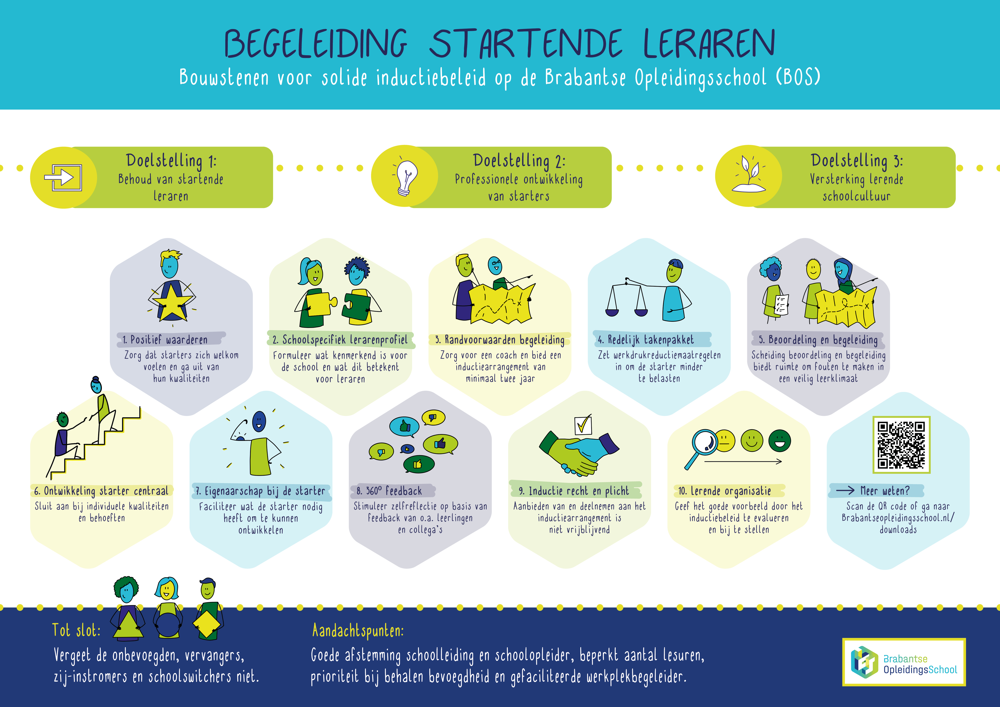 BEGELEIDING STARTENDE LERAREN
Bouwstenen voor solide inductiebeleid op de Brabantse Opleidingsschool (BOS)
Doelstelling 1:
Behoud van startende
leraren
Doelstelling 2:
Professionele ontwikkeling
van starters
Doelstelling 3:
Versterking lerende
schoolcultuur
1. Positief waarderen
Zorg dat starters zich welkom
voelen en ga uit van
hun kwaliteiten
2. Schoolspecifiek lerarenprofiel
Formuleer wat kenmerkend is voor
de school en wat dit betekent
voor leraren
3. Randvoorwaarden begeleiding
Zorg voor een coach en bied een
inductiearrangement van
minimaal twee jaar
4. Redelijk takenpakket
Zet werkdrukreductiemaatregelen
in om de starter minder
te belasten
5. Beoordeling en begeleiding
Scheiding beoordeling en begeleiding
biedt ruimte om fouten te maken in
een veilig leerklimaat
6. Ontwikkeling starter centraal
Sluit aan bij individuele kwaliteiten
en behoeften
7. Eigenaarschap bij de starter
Faciliteer wat de starter nodig
heeft om te kunnen
ontwikkelen
8. 360° feedback
Stimuleer zelfreflectie op basis van
feedback van o.a. leerlingen
en collega's
9. Inductie recht en plicht
Aanbieden van en deelnemen aan het
inductiearrangement is
niet vrijblijvend
10. Lerende organisatie
Geef het goede voorbeeld door het
inductiebeleid te evalueren
en bij te stellen
→ Meer weten?
Scan de QR code of ga naar
Brabantseopleidingsschool.nl/
downloads
Tot slot:
Vergeet de onbevoegden, vervangers,
zij-instromers en schoolswitchers niet.
Aandachtspunten:
Goede afstemming schoolleiding en schoolopleider, beperkt aantal lesuren,
prioriteit bij behalen bevoegdheid en gefaciliteerde werkplekbegeleider.
Brabantse
OpleidingsSchool